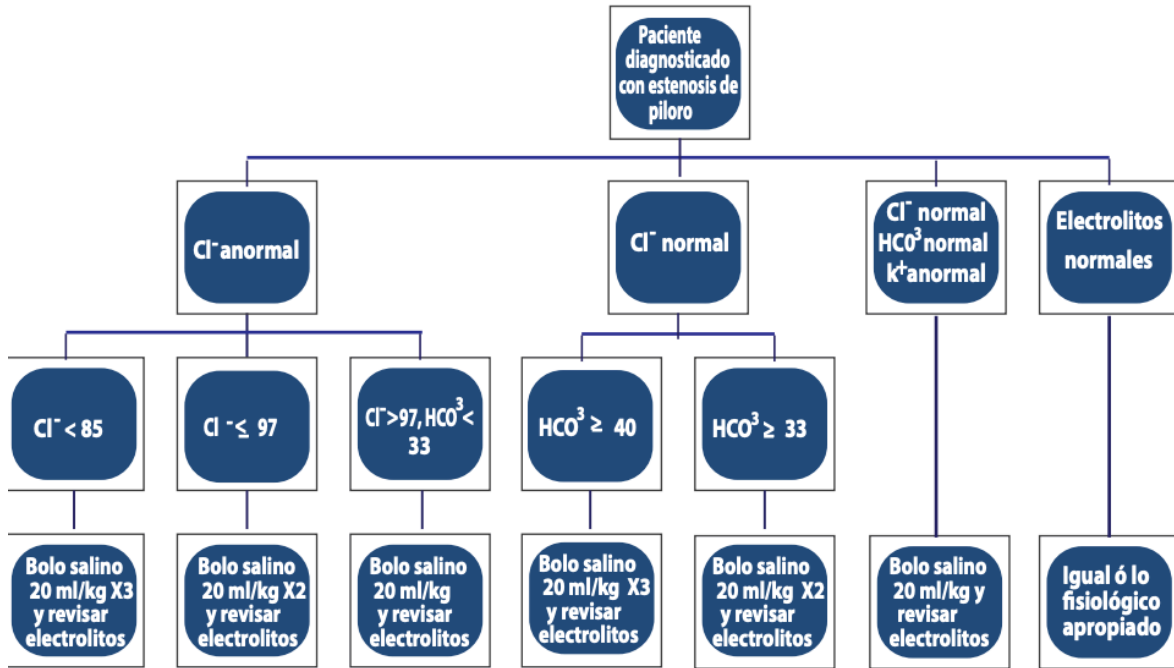 Paciente
diagnosticado
con estenosis de
piloro
Cl⁻ anormal
Cl⁻ normal
Cl⁻ normal
HC0³ normal
k⁺ anormal
Electrolitos
normales
Cl⁻ < 85
Cl ⁻ ≤ 97
Cl⁻>97, HCO³<
33
HCO³ ≥ 40
HCO³ ≥ 33
Bolo salino
20 ml/kg X3
y revisar
electrolitos
Bolo salino
20 ml/kg X2
y revisar
electrolitos
Bolo salino
20 ml/kg
y revisar
electrolitos
Bolo salino
20 ml/kg X3
y revisar
electrolitos
Bolo salino
20 ml/kg X2
y revisar
electrolitos
Bolo salino
20 ml/kg y
revisar
electrolitos
Igual ó lo
fisiológico
apropiado